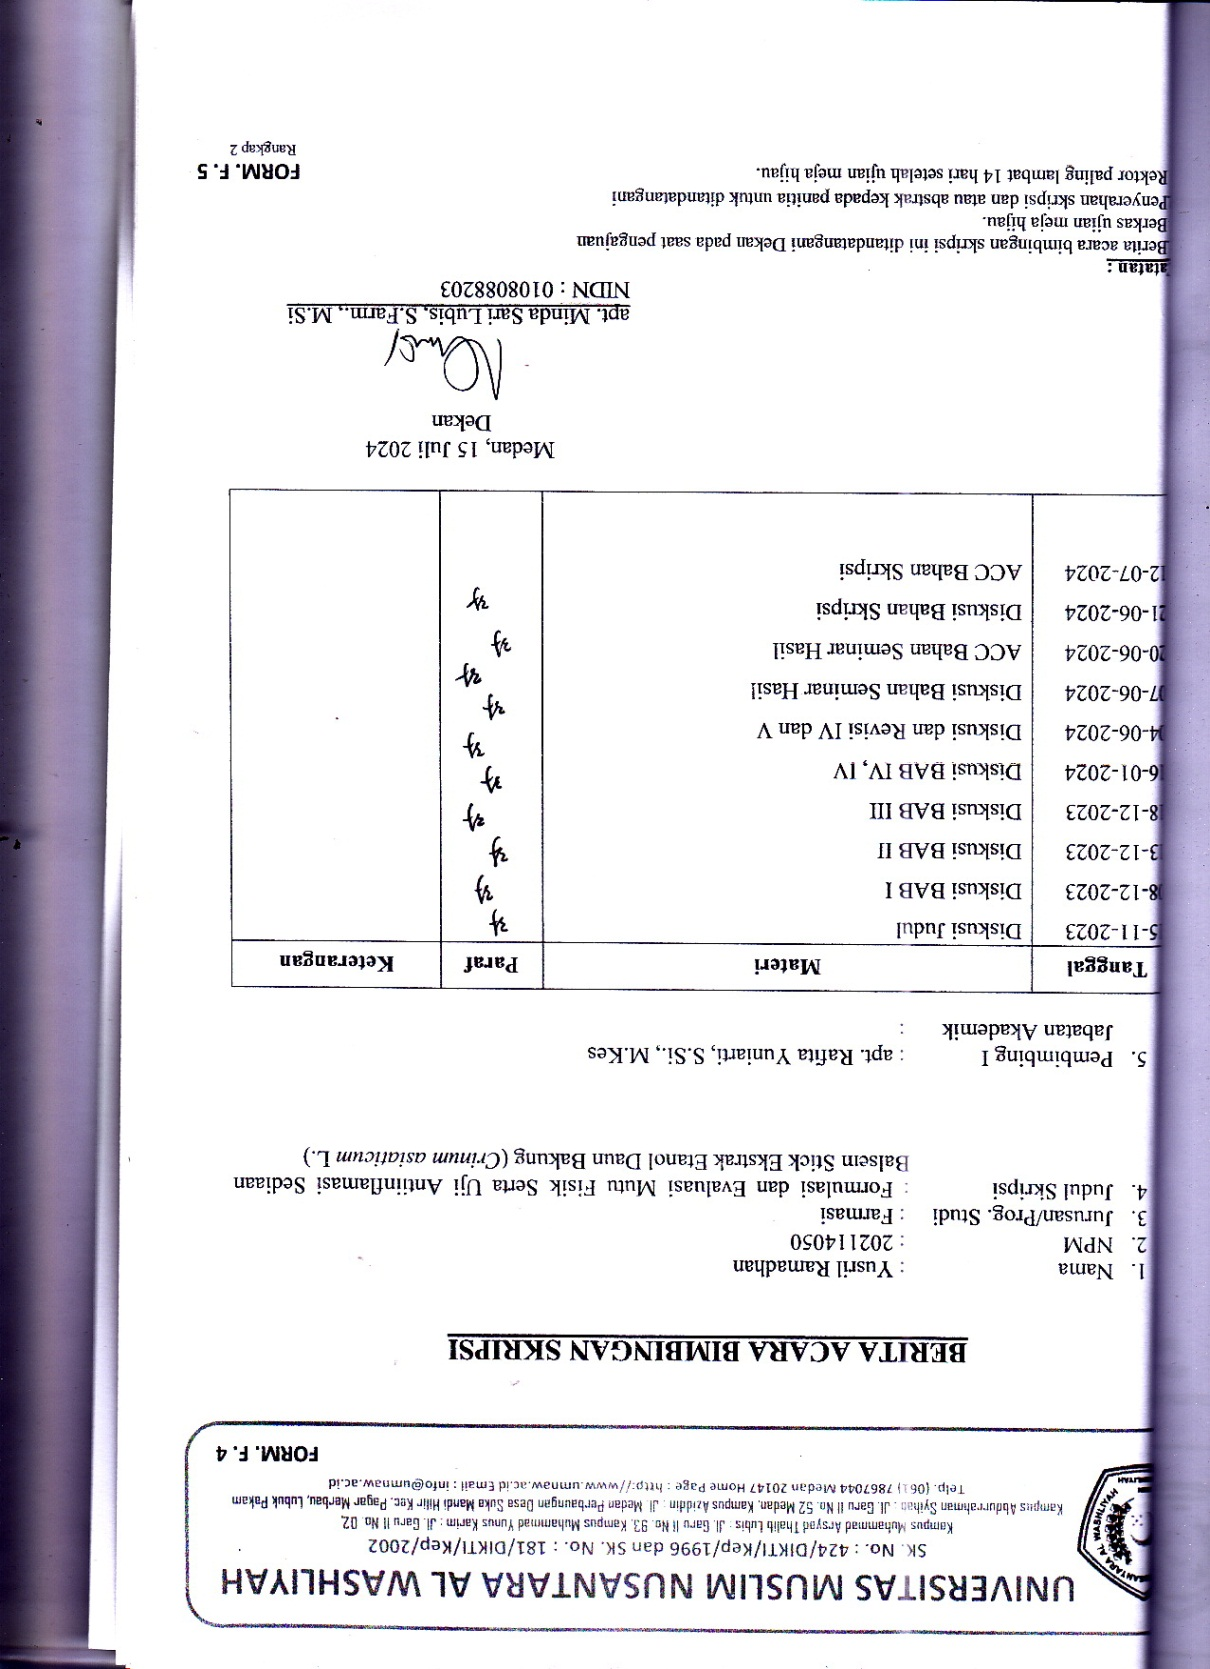 UNIVERSITAS MUSLIM NUSANTARA AL WASHLIYAH
SK. No. : 424/DIKTI/Kep/1996 dan SK. No. : 181/DIKTI/Kep/2002
Kampus Muhammad Arsyad Thalib Lubis : Jl. Garu II No. 93, Kampus Muhammad Yunus Karim : Jl. Garu II No. 02,
Kampus Abdurrahman Syihab : Jl. Garu II No. 52 Medan, Kampus Aziddin : Jl. Medan Perbaungan Desa Suka Mandi Hilir Kec. Pagar Merbau, Lubuk Pakam
Telp. (061) 7867044 Medan 20147 Home Page : http://www.umnaw.ac.id Email : info@umnaw.ac.id
FORM. F. 4
BERITA ACARA BIMBINGAN SKRIPSI
1. Nama : Yusril Ramadhan
2. NPM : 202114050
3. Jurusan/Prog. Studi : Farmasi
4. Judul Skripsi : Formulasi dan Evaluasi Mutu Fisik Serta Uji Antiinflamasi Sediaan
Balsem Stick Ekstrak Etanol Daun Bakung (Crinum asiaticum L.)
5. Pembimbing I : apt. Rafita Yuniarti, S.Si., M.Kes
Jabatan Akademik :
Tanggal Materi Paraf Keterangan
5-11-2023 Diskusi Judul
08-12-2023 Diskusi BAB I
13-12-2023 Diskusi BAB II
18-12-2023 Diskusi BAB III
16-01-2024 Diskusi BAB IV, IV
04-06-2024 Diskusi dan Revisi IV dan V
07-06-2024 Diskusi Bahan Seminar Hasil
20-06-2024 ACC Bahan Seminar Hasil
21-06-2024 Diskusi Bahan Skripsi
12-07-2024 ACC Bahan Skripsi
Medan, 15 Juli 2024
Dekan
apt. Minda Sari Lubis, S.Farm., M.Si
NIDN : 0108088203
atatan :
Berita acara bimbingan skripsi ini ditandatangani Dekan pada saat pengajuan
Berkas ujian meja hijau.
Penyerahan skripsi dan atau abstrak kepada panitia untuk ditandatangani
Rektor paling lambat 14 hari setelah ujian meja hijau.
FORM. F. 5
Rangkap 2